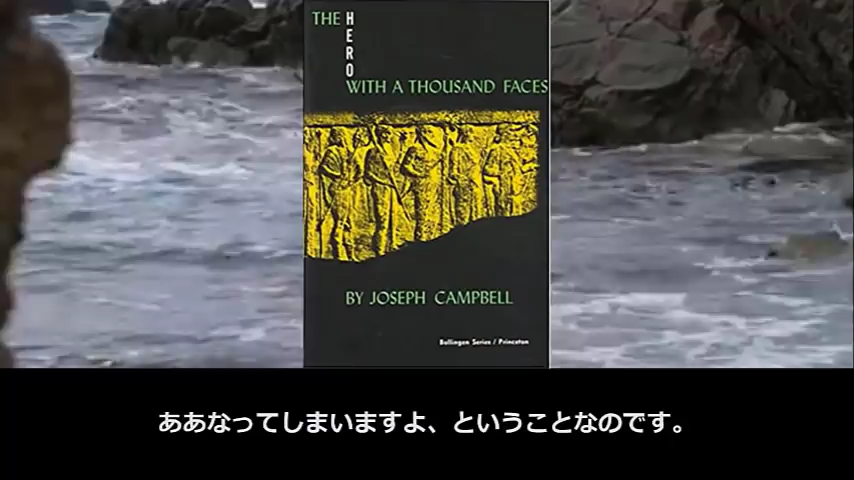 THE HERO
WITH A THOUSAND FACES
BY JOSEPH CAMPBELL
Bollingen Series / Princeton
ああなってしまいますよ、ということなのです。